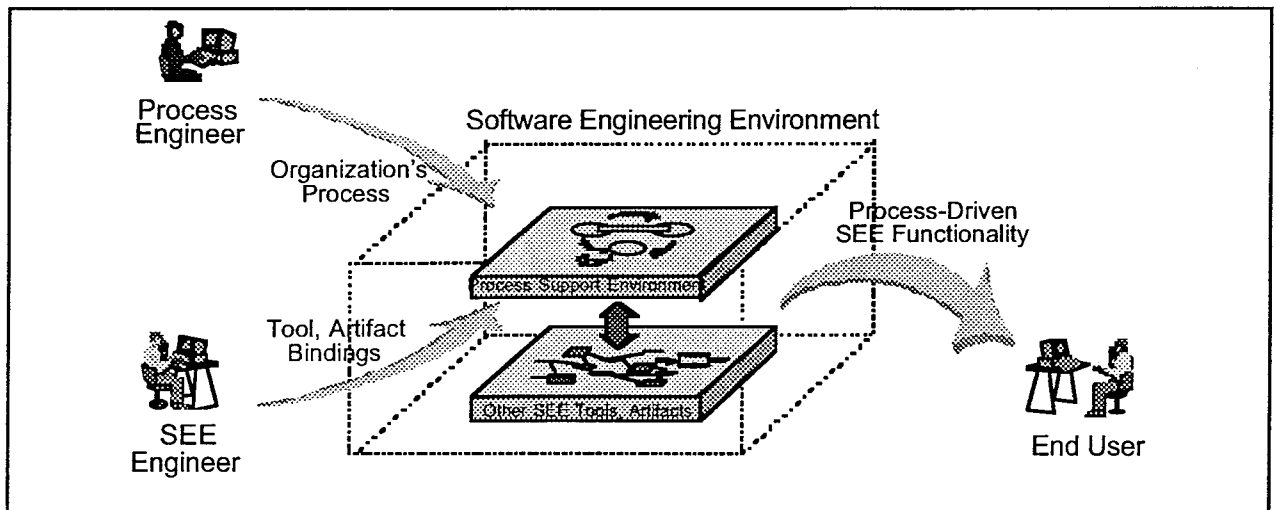 Process
Engineer
Software Engineering Environment
Organization's
Process
Process-Driven
SEE Functionality
Process Support Environment
Tool, Artifact
Bindings
Other SEE Tools, Artifacts
SEE
Engineer
End User